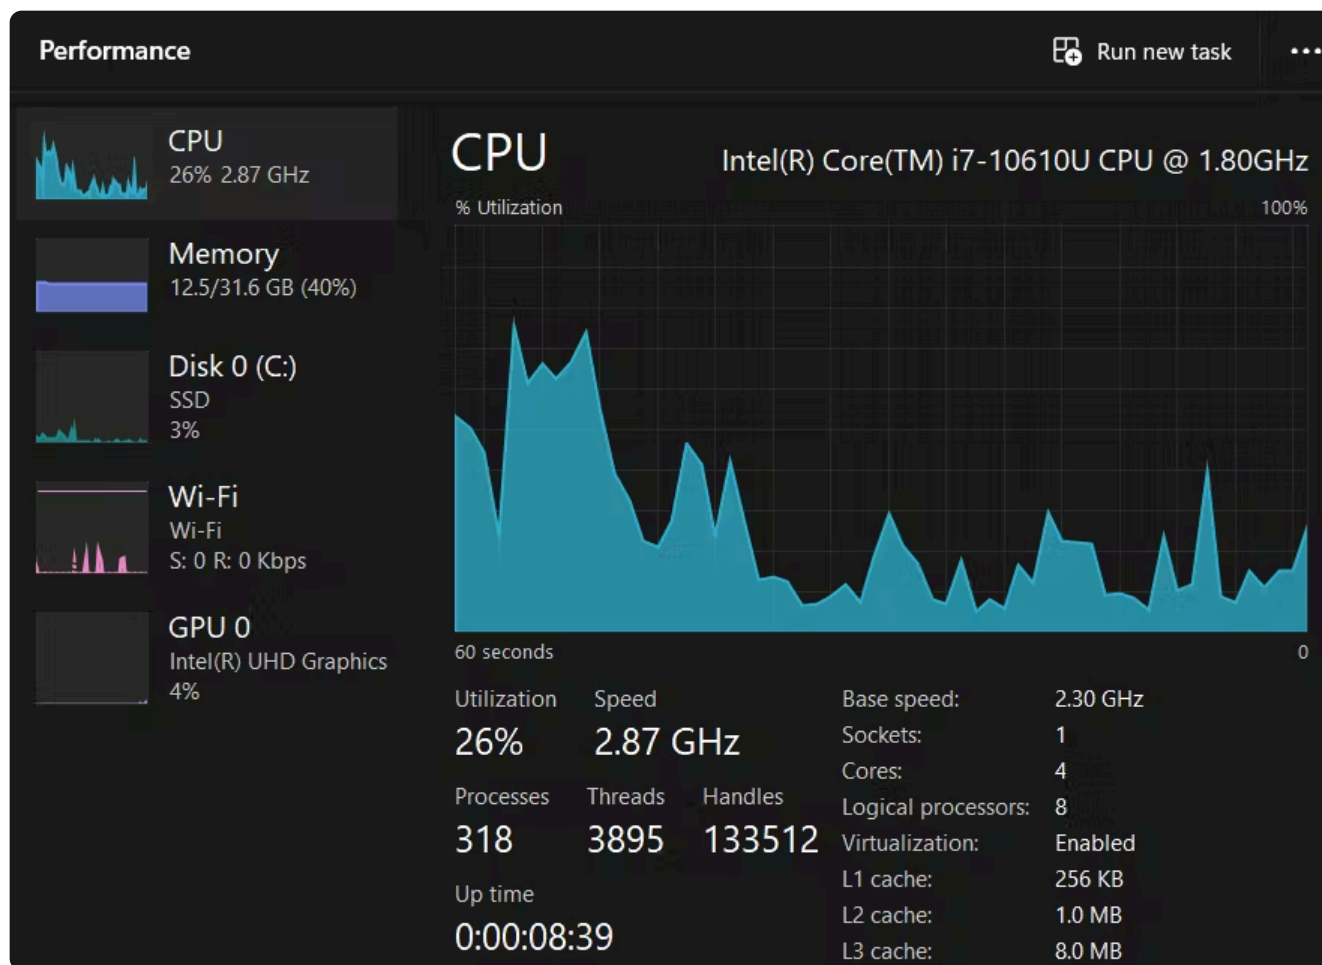 Performance
Run new task
CPU
26% 2.87 GHz
Memory
12.5/31.6 GB (40%)
Disk 0 (C:)
SSD
3%
Wi-Fi
Wi-Fi
S: 0 R: 0 Kbps
GPU 0
Intel(R) UHD Graphics
4%
CPU
Intel(R) Core(TM) i7-10610U CPU @ 1.80GHz
% Utilization
100%
60 seconds
0
Utilization
Speed
26%
2.87 GHz
Processes
Threads
Handles
318
3895
133512
Up time
0:00:08:39
Base speed:
2.30 GHz
Sockets:
1
Cores:
4
Logical processors:
8
Virtualization:
Enabled
L1 cache:
256 KB
L2 cache:
1.0 MB
L3 cache:
8.0 MB